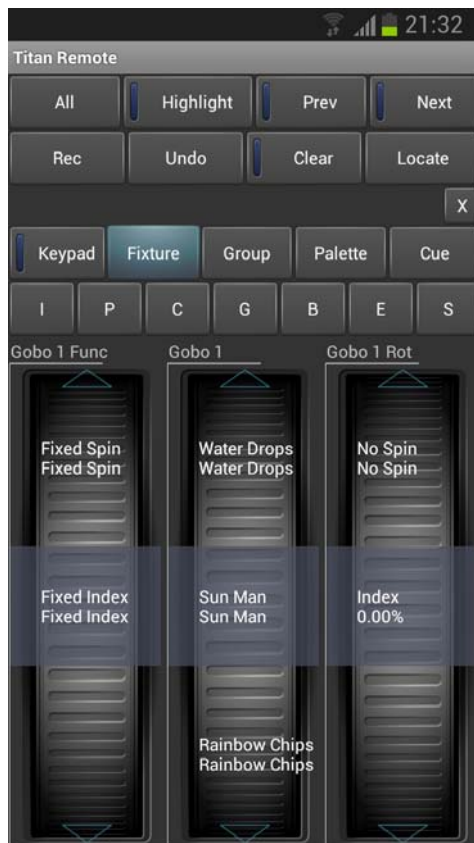 21:32
Titan Remote
All Highlight Prev Next
Rec Undo Clear Locate
X
Keypad Fixture Group Palette Cue
I P C G B E S
Gobo 1 Func Gobo 1 Gobo 1 Rot
Fixed Spin Water Drops No Spin
Fixed Spin Water Drops No Spin
Fixed Index Sun Man Index
Fixed Index Sun Man 0.00%
Rainbow Chips
Rainbow Chips